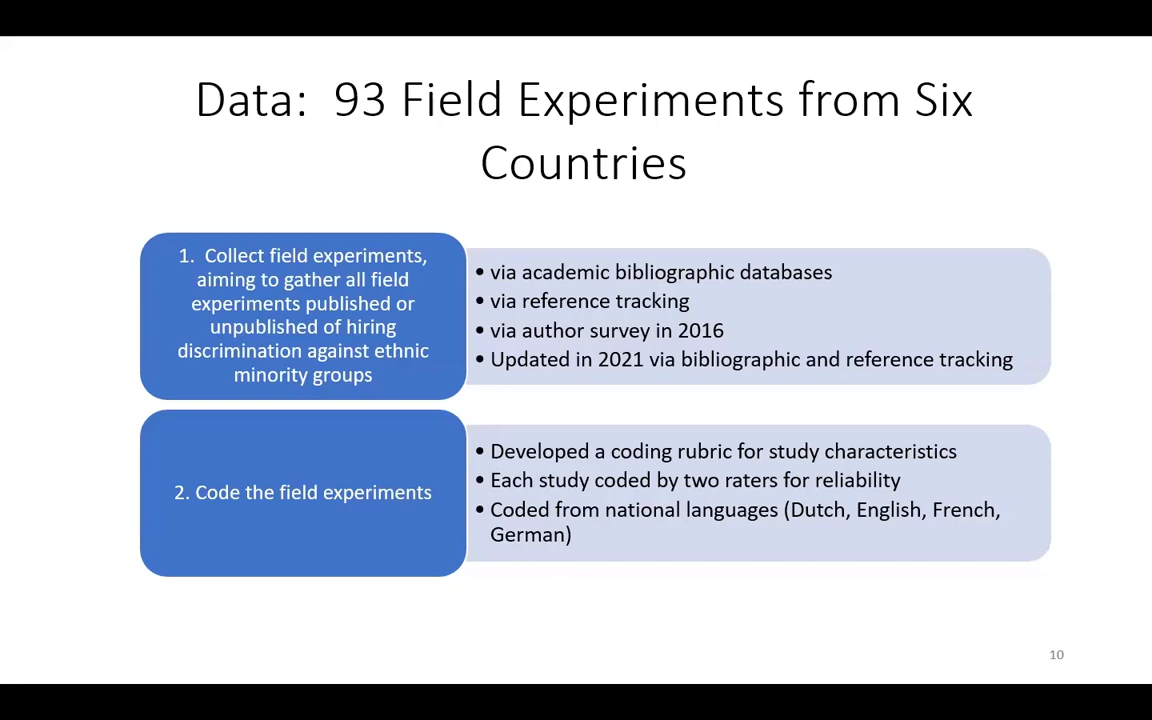 Data:  93 Field Experiments from Six
Countries
1.  Collect field experiments,
aiming to gather all field
experiments published or
unpublished of hiring
discrimination against ethnic
minority groups
• via academic bibliographic databases
• via reference tracking
• via author survey in 2016
• Updated in 2021 via bibliographic and reference tracking
2. Code the field experiments
• Developed a coding rubric for study characteristics
• Each study coded by two raters for reliability
• Coded from national languages (Dutch, English, French,
German)
10